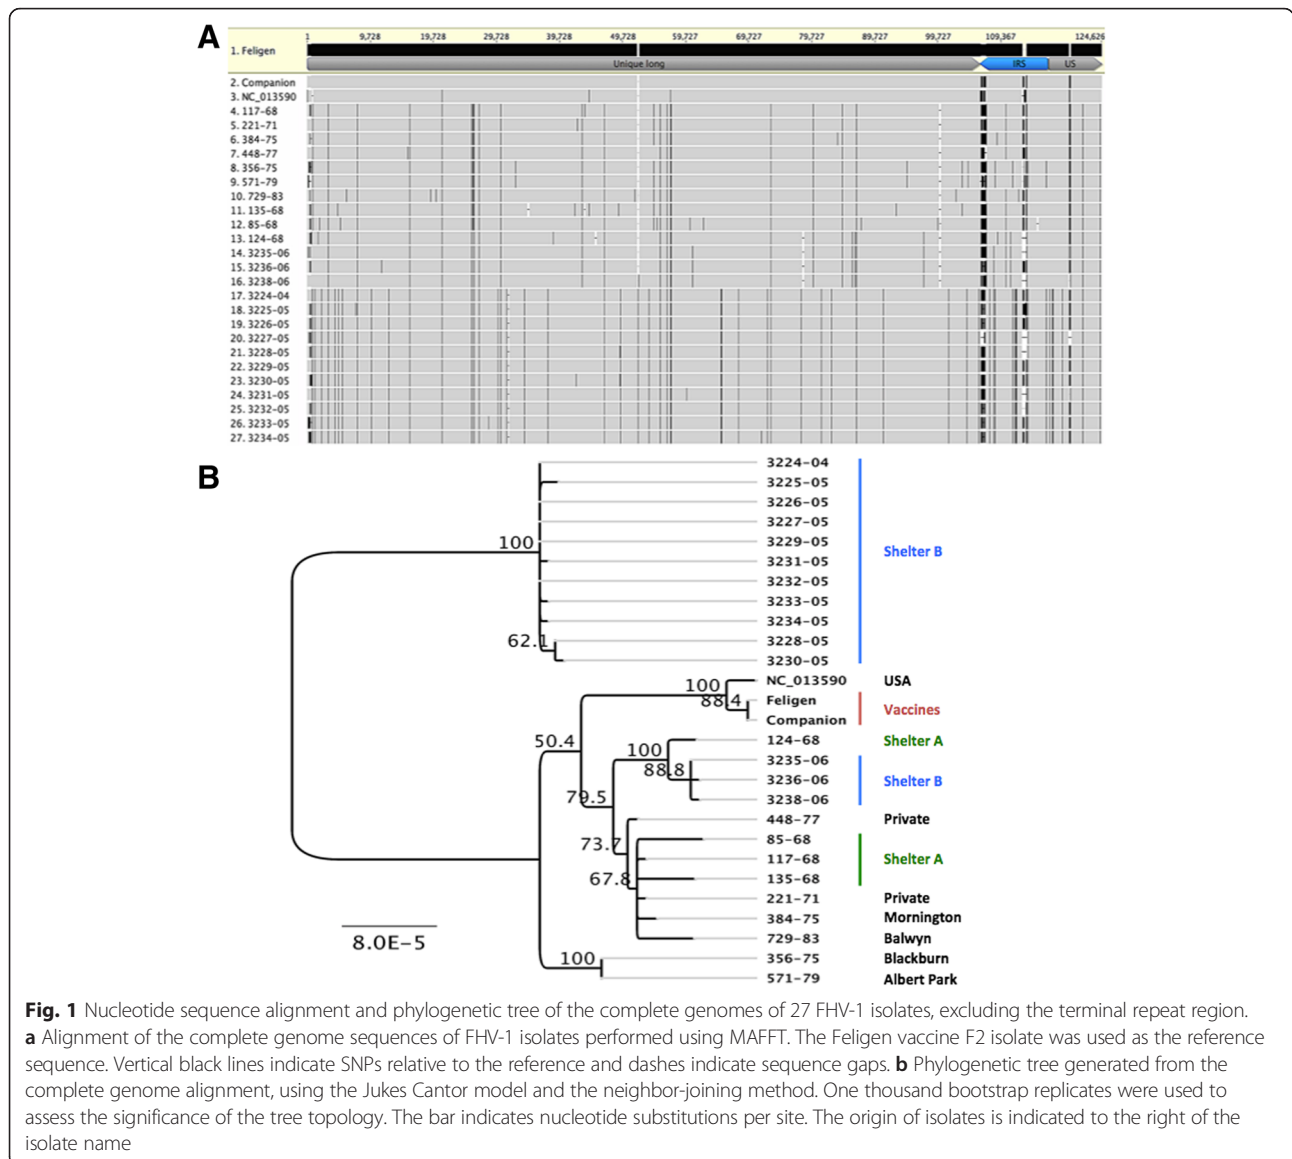 A
1 9,728 19,728 29,728 39,728 49,728 59,727 69,727 79,727 89,727 99,727 109,367 124,626
1. Feligen
Unique long IRS US
2. Companion
3. NC_013590
4. 117-68
5. 221-71
6. 384-75
7. 448-77
8. 356-75
9. 571-79
10. 729-83
11. 135-68
12. 85-68
13. 124-68
14. 3235-06
15. 3236-06
16. 3238-06
17. 3224-04
18. 3225-05
19. 3226-05
20. 3227-05
21. 3228-05
22. 3229-05
23. 3230-05
24. 3231-05
25. 3232-05
26. 3233-05
27. 3234-05
B
3224-04
3225-05
3226-05
3227-05
100 3229-05 Shelter B
3231-05
3232-05
3233-05
3234-05
62.1 3228-05
3230-05
100 NC_013590 USA
88.4 Feligen Vaccines
Companion
50.4 124-68 Shelter A
100 3235-06
88.8 3236-06 Shelter B
79.5 3238-06
448-77 Private
73.7 85-68
117-68 Shelter A
67.8 135-68
221-71 Private
384-75 Mornington
8.0E-5 729-83 Balwyn
100 356-75 Blackburn
571-79 Albert Park
Fig. 1 Nucleotide sequence alignment and phylogenetic tree of the complete genomes of 27 FHV-1 isolates, excluding the terminal repeat region.
a Alignment of the complete genome sequences of FHV-1 isolates performed using MAFFT. The Feligen vaccine F2 isolate was used as the reference
sequence. Vertical black lines indicate SNPs relative to the reference and dashes indicate sequence gaps. b Phylogenetic tree generated from the
complete genome alignment, using the Jukes Cantor model and the neighbor-joining method. One thousand bootstrap replicates were used to
assess the significance of the tree topology. The bar indicates nucleotide substitutions per site. The origin of isolates is indicated to the right of the
isolate name